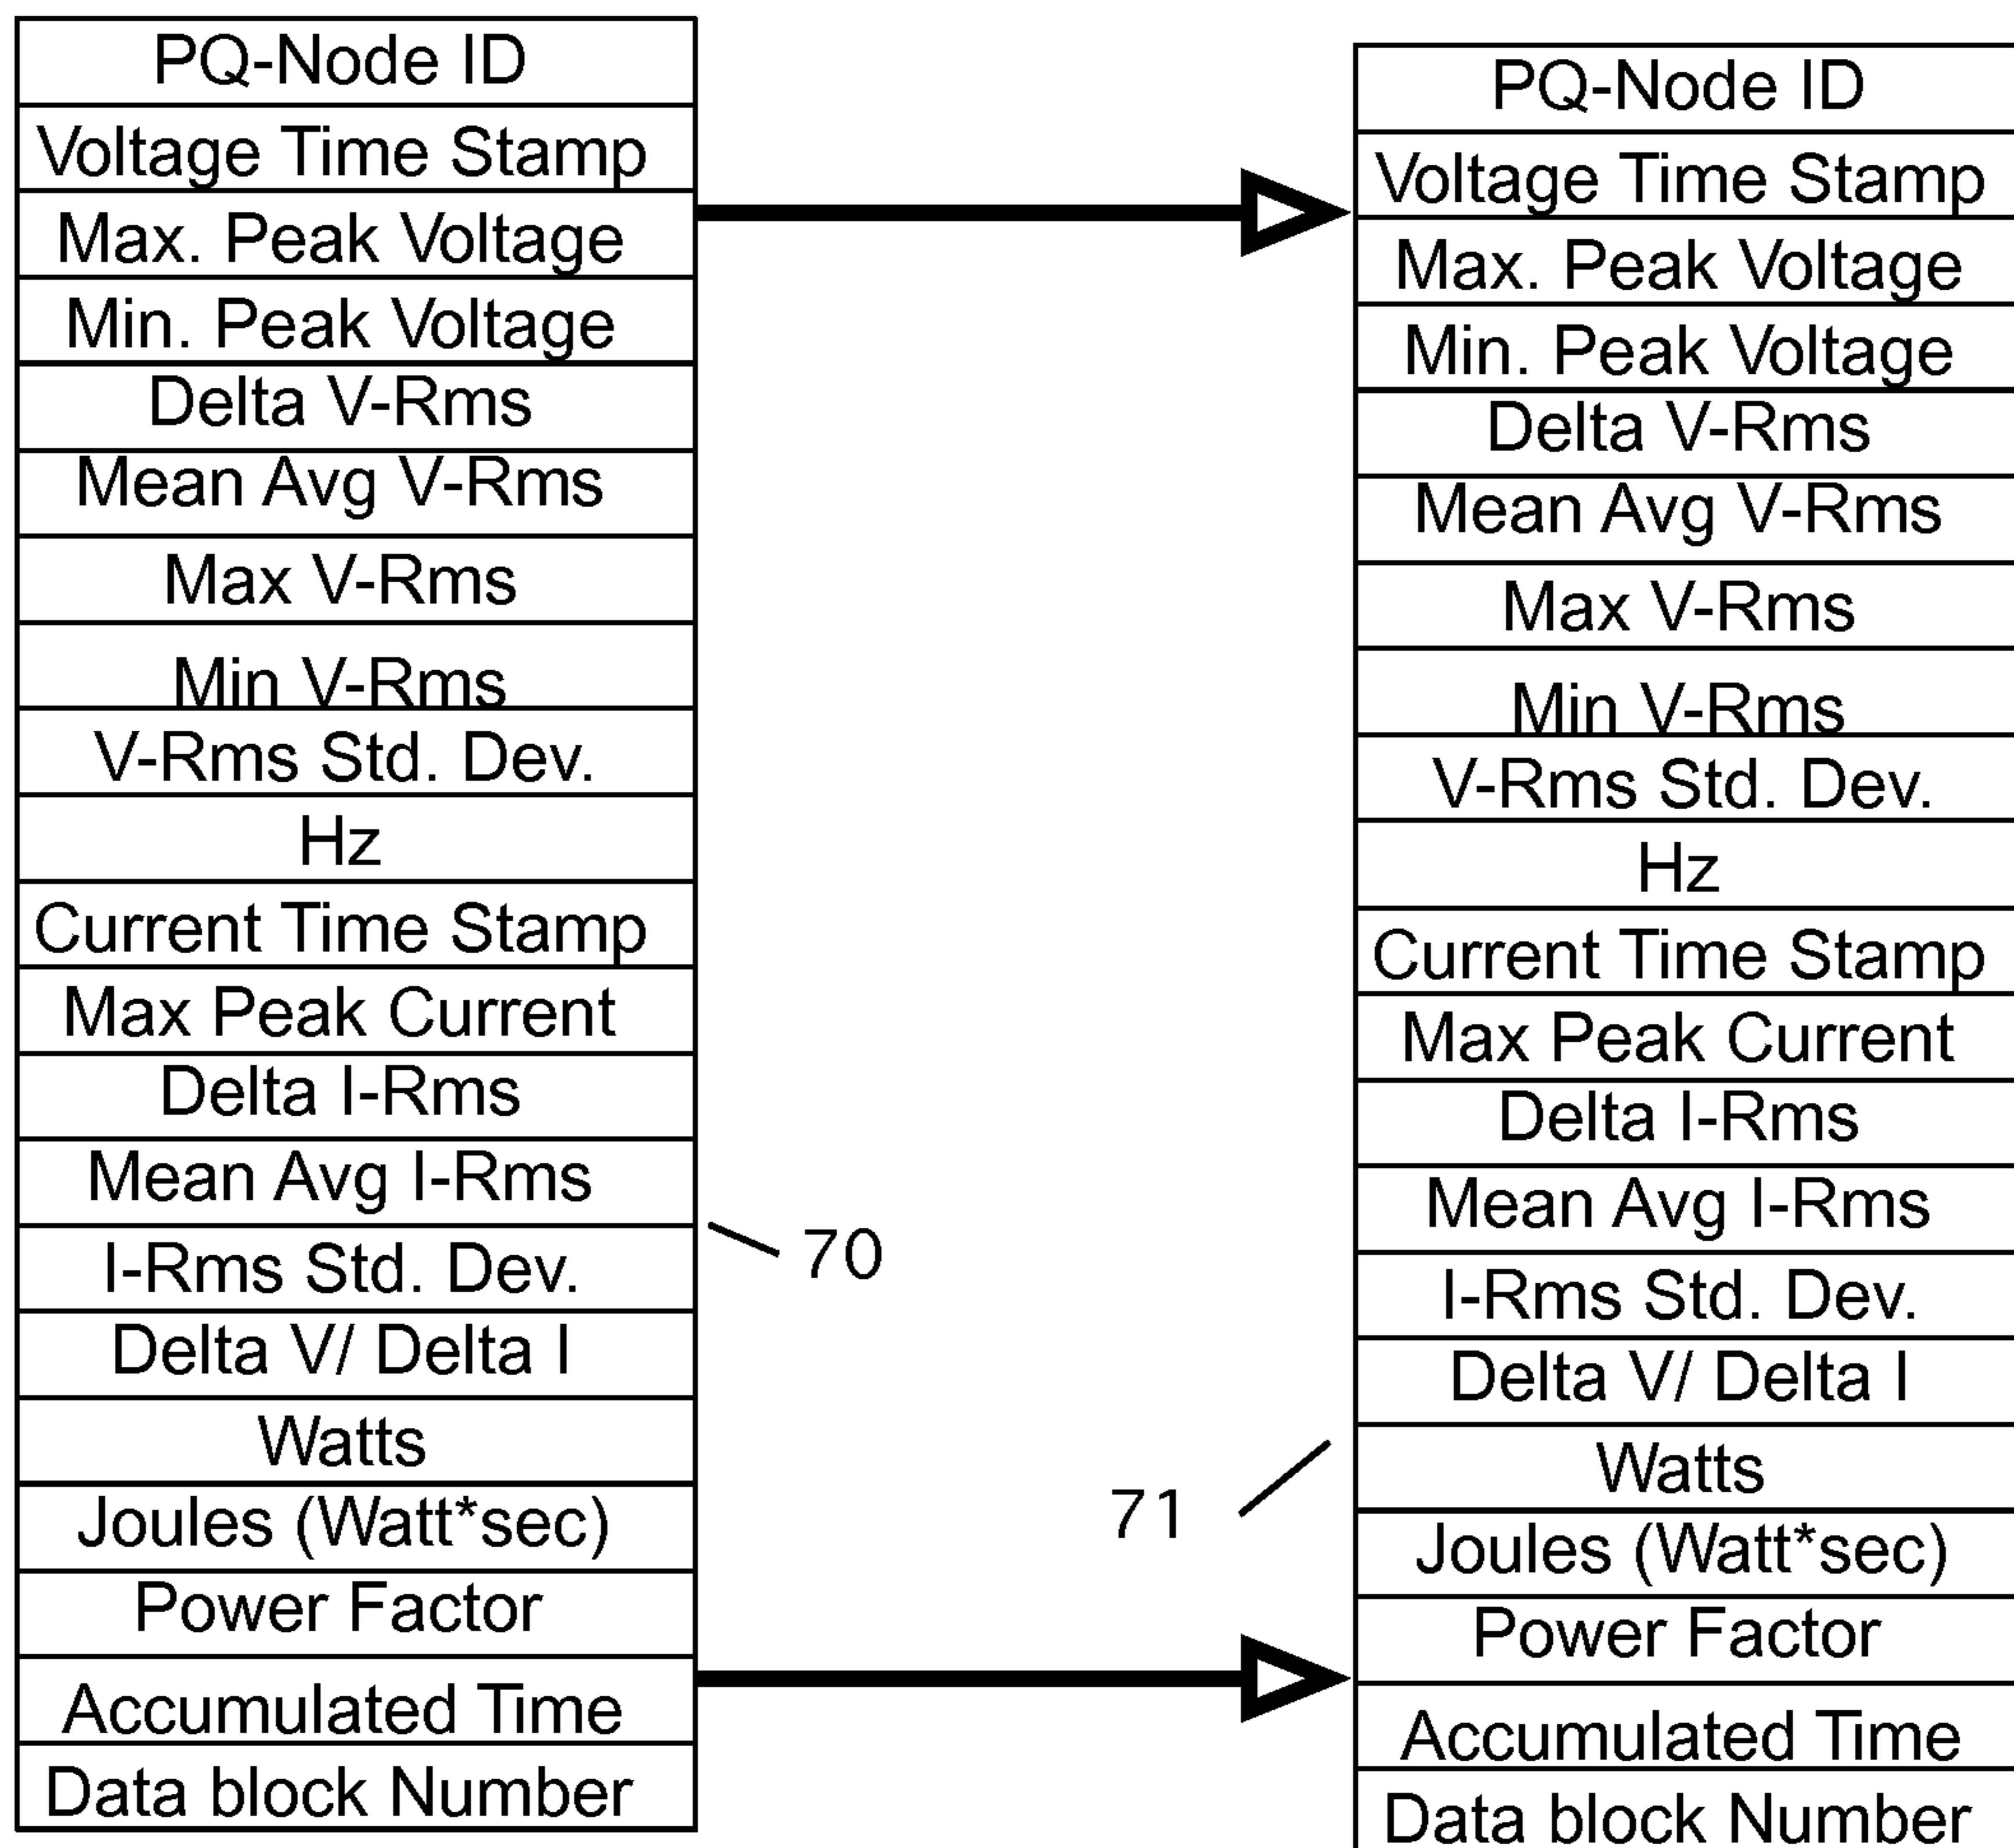 PQ-Node ID
Voltage Time Stamp
Max. Peak Voltage
Min. Peak Voltage
Delta V-Rms
Mean Avg V-Rms
Max V-Rms
Min V-Rms
V-Rms Std. Dev.
Hz
Current Time Stamp
Max Peak Current
Delta I-Rms
Mean Avg I-Rms
I-Rms Std. Dev.
Delta V/ Delta I
Watts
Joules (Watt*sec)
Power Factor
Accumulated Time
Data block Number
70
71
PQ-Node ID
Voltage Time Stamp
Max. Peak Voltage
Min. Peak Voltage
Delta V-Rms
Mean Avg V-Rms
Max V-Rms
Min V-Rms
V-Rms Std. Dev.
Hz
Current Time Stamp
Max Peak Current
Delta I-Rms
Mean Avg I-Rms
I-Rms Std. Dev.
Delta V/ Delta I
Watts
Joules (Watt*sec)
Power Factor
Accumulated Time
Data block Number